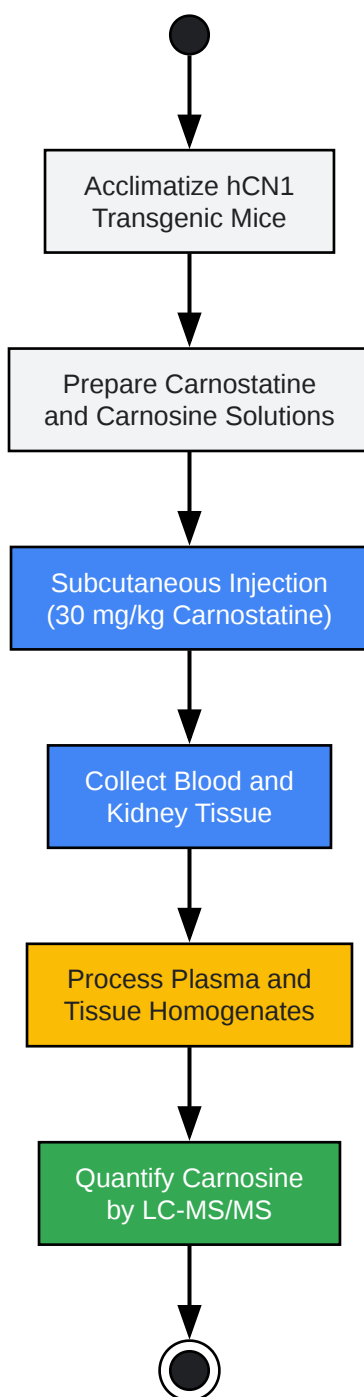 Acclimatize hCN1
Transgenic Mice
Prepare Carnostatine
and Carnosine Solutions
Subcutaneous Injection
(30 mg/kg Carnostatine)
Collect Blood and
Kidney Tissue
Process Plasma and
Tissue Homogenates
Quantify Carnosine
by LC-MS/MS